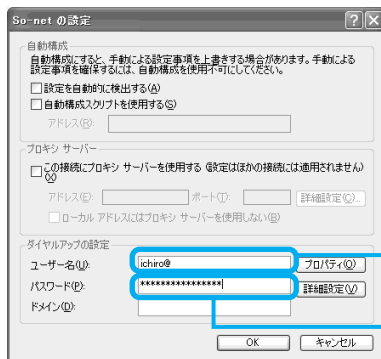 So-net の設定
自動構成
自動構成にすると、手動による設定事項を上書きする場合があります。手動による
設定事項を確保するには、自動構成を使用不可にしてください。
設定を自動的に検出する(A)
自動構成スクリプトを使用する(S)
アドレス(R):
プロキシ サーバー
この接続にプロキシ サーバーを使用する (設定はほかの接続には適用されません)
(X)
アドレス(E): ポート(T): 詳細設定(C)...
ローカル アドレスにはプロキシ サーバーを使用しない(B)
ダイヤルアップの設定
ユーザー名(U): ichiro@ プロパティ(O)
パスワード(P): **************** 詳細設定(V)
ドメイン(D):
OK キャンセル